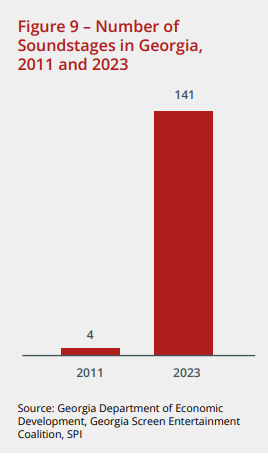 Figure 9 – Number of
Soundstages in Georgia,
2011 and 2023
141
4
2011
2023
Source: Georgia Department of Economic
Development, Georgia Screen Entertainment
Coalition, SPI